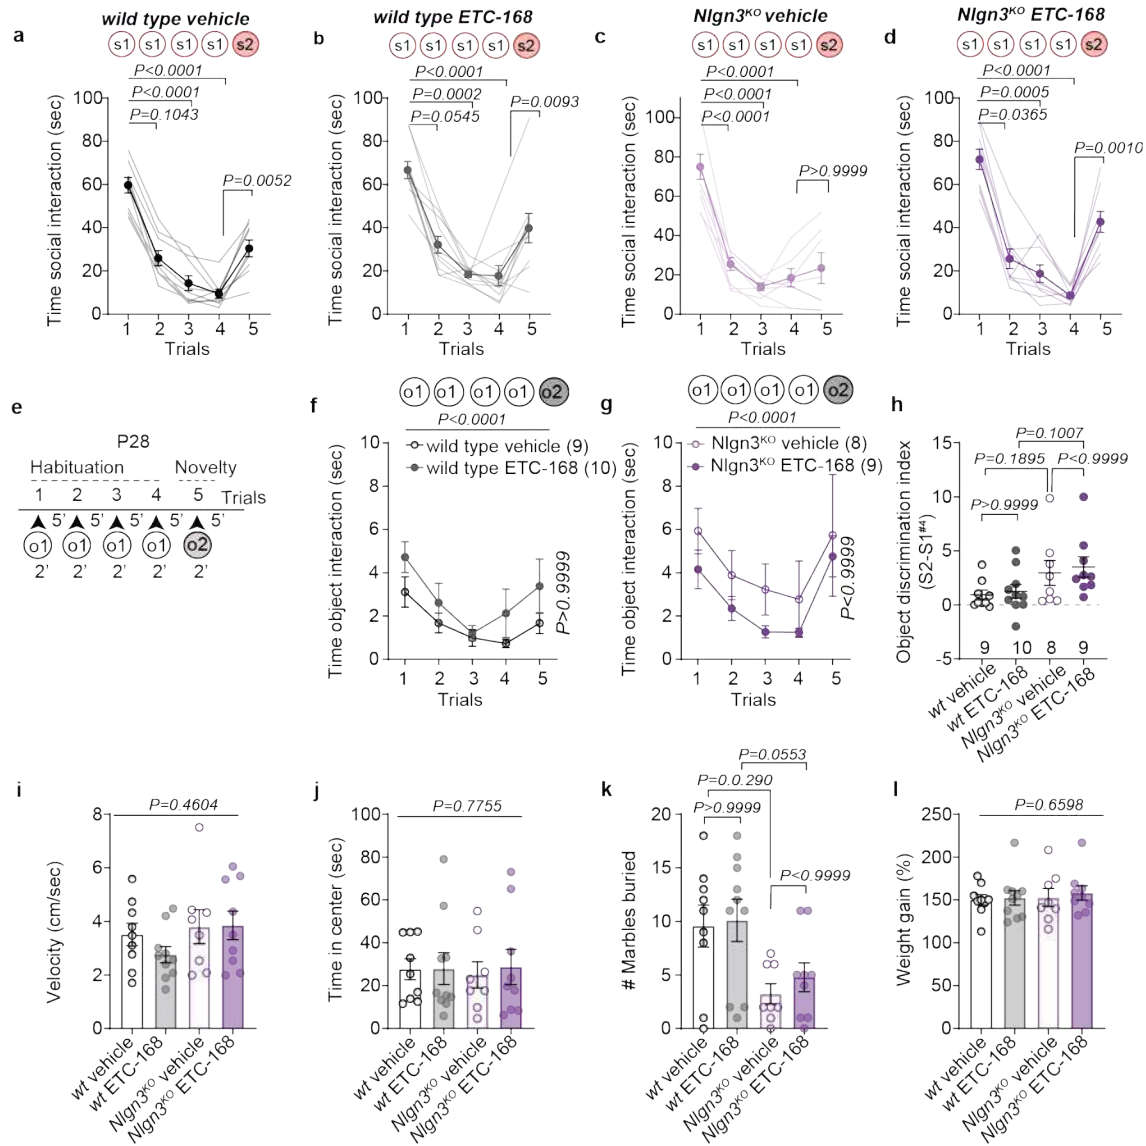 a
wild type vehicle
s1 s1 s1 s1 s2
P<0.0001
P<0.0001
P=0.1043
P=0.0052
Time social interaction (sec)
100
80
60
40
20
0
1 2 3 4 5
Trials
b
wild type ETC-168
s1 s1 s1 s1 s2
P<0.0001
P=0.0002
P=0.0545
P=0.0093
Time social interaction (sec)
100
80
60
40
20
0
1 2 3 4 5
Trials
c
Nlgn3KO vehicle
s1 s1 s1 s1 s2
P<0.0001
P<0.0001
P<0.0001
P>0.9999
Time social interaction (sec)
100
80
60
40
20
0
1 2 3 4 5
Trials
d
Nlgn3KO ETC-168
s1 s1 s1 s1 s2
P<0.0001
P=0.0005
P=0.0365
P=0.0010
Time social interaction (sec)
100
80
60
40
20
0
1 2 3 4 5
Trials
e
P28
Habituation Novelty
1 2 3 4 5 Trials
5' 5' 5' 5' 5'
o1 o1 o1 o1 o2
2' 2' 2' 2' 2'
f
o1 o1 o1 o1 o2
P<0.0001
wild type vehicle (9)
wild type ETC-168 (10)
P>0.9999
Time object interaction (sec)
10
8
6
4
2
0
1 2 3 4 5
Trials
g
o1 o1 o1 o1 o2
P<0.0001
Nlgn3KO vehicle (8)
Nlgn3KO ETC-168 (9)
P<0.9999
Time object interaction (sec)
10
8
6
4
2
0
1 2 3 4 5
Trials
h
P=0.1007
P=0.1895 P<0.9999
P>0.9999
Object discrimination index
(S2-S1#4)
15
10
5
0
-5
9 10 8 9
wt vehicle
wt ETC-168
Nlgn3KO vehicle
Nlgn3KO ETC-168
i
P=0.4604
Velocity (cm/sec)
8
6
4
2
0
wt vehicle
wt ETC-168
Nlgn3KO vehicle
Nlgn3KO ETC-168
j
P=0.7755
Time in center (sec)
100
80
60
40
20
0
wt vehicle
wt ETC-168
Nlgn3KO vehicle
Nlgn3KO ETC-168
k
P=0.0553
P=0.0.290
P>0.9999
P<0.9999
# Marbles buried
20
15
10
5
0
wt vehicle
wt ETC-168
Nlgn3KO vehicle
Nlgn3KO ETC-168
l
P=0.6598
Weight gain (%)
250
200
150
100
50
0
wt vehicle
wt ETC-168
Nlgn3KO vehicle
Nlgn3KO ETC-168